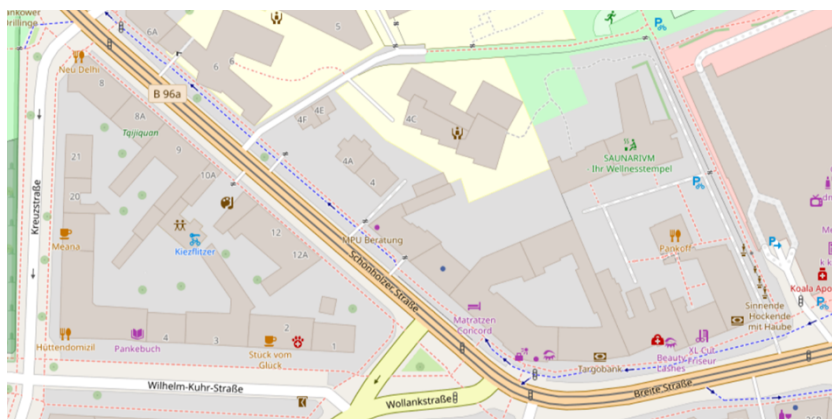 ankower
Drillinge
Neu Delhi
B 96a
6A
6
6
5
8
8A
Taijiquan
9
10A
21
20
4F
4E
4C
4A
4
Kreuzstraße
Meana
Kiezflitzer
12
12A
MPU Beratung
SAUNARIVM
Ihr Wellnesstempel
Pankoff
Schönholzer Straße
Matratzen
Concord
Hüttendomizil
Pankebuch
4
3
2
1
Stuck vom
Glück
Targobank
Beauty
Lashes
XL Cut
Friseur
Sinnende
Hockende
mit Haube
Koala Apo
Wilhelm-Kuhr-Straße
Wollankstraße
Breite Straße